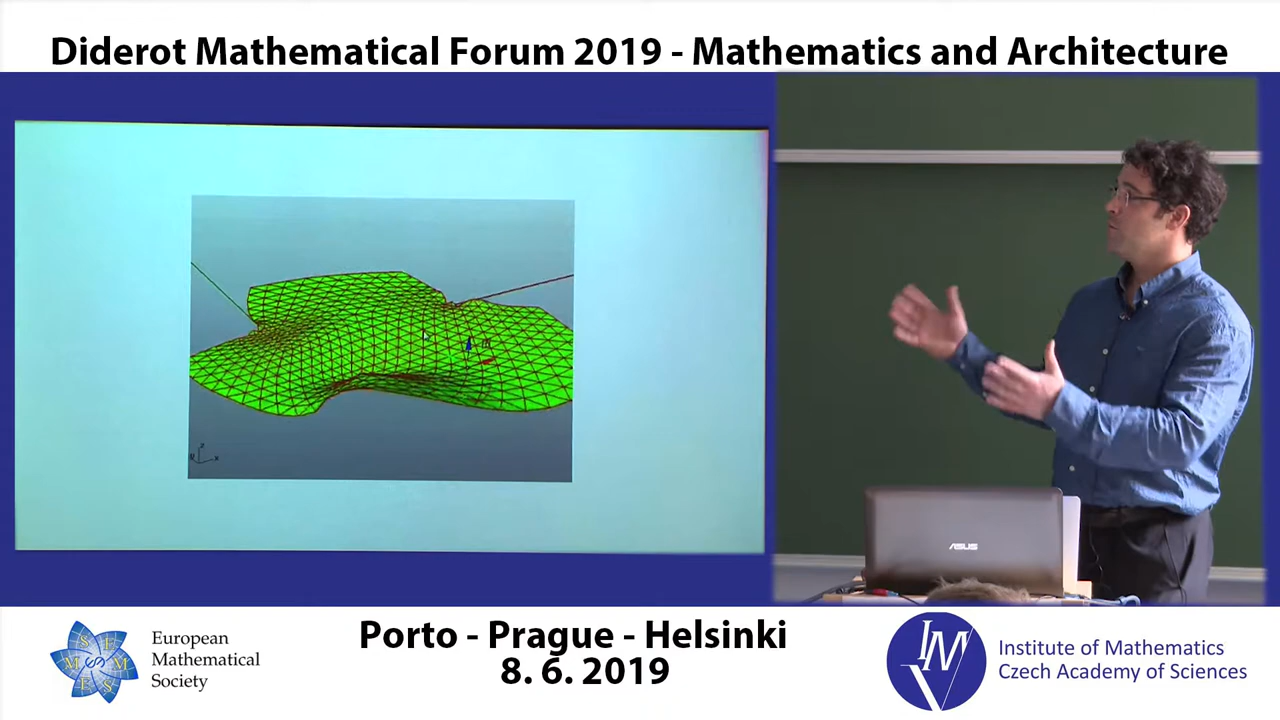 Diderot Mathematical Forum 2019 - Mathematics and Architecture
ASUS
European
Mathematical
Society
Porto - Prague - Helsinki
8. 6. 2019
IM
Institute of Mathematics
Czech Academy of Sciences